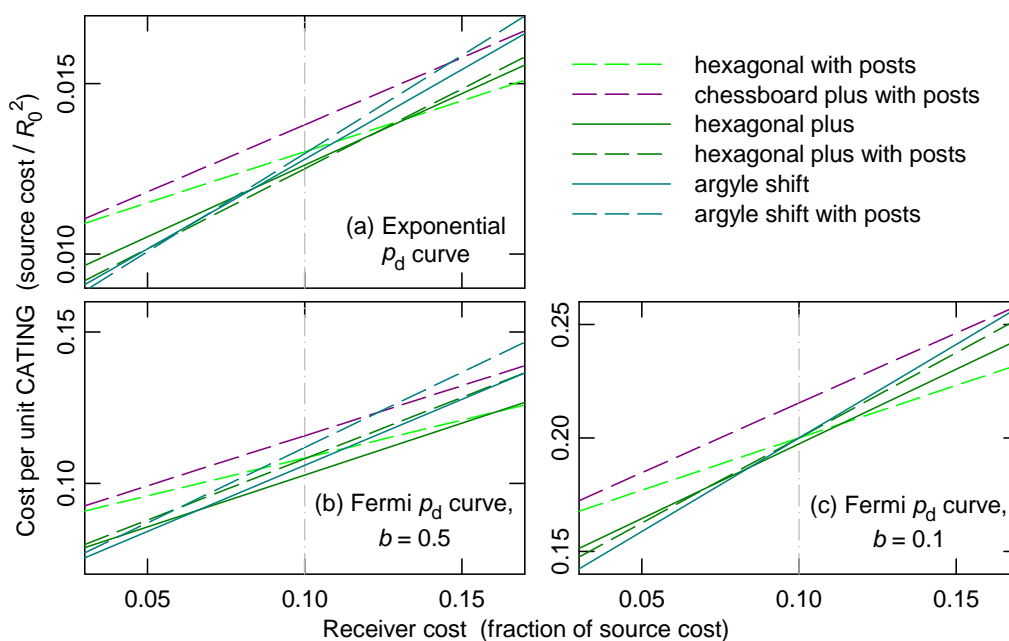 Cost per unit CATING (source cost / R₀²)
0.015
0.010
(a) Exponential
p_d curve
hexagonal with posts
chessboard plus with posts
hexagonal plus
hexagonal plus with posts
argyle shift
argyle shift with posts
0.15
0.10
(b) Fermi p_d curve,
b = 0.5
0.25
0.20
0.15
(c) Fermi p_d curve,
b = 0.1
0.05 0.10 0.15
0.05 0.10 0.15
Receiver cost (fraction of source cost)